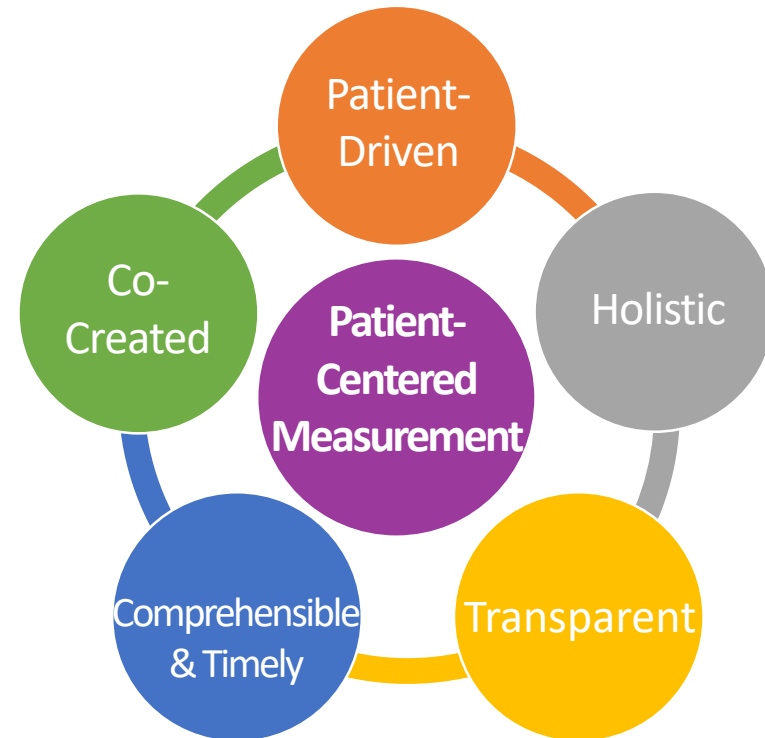 Patient-
Driven
Co-
Created
Holistic
Patient-
Centered
Measurement
Comprehensible
& Timely
Transparent